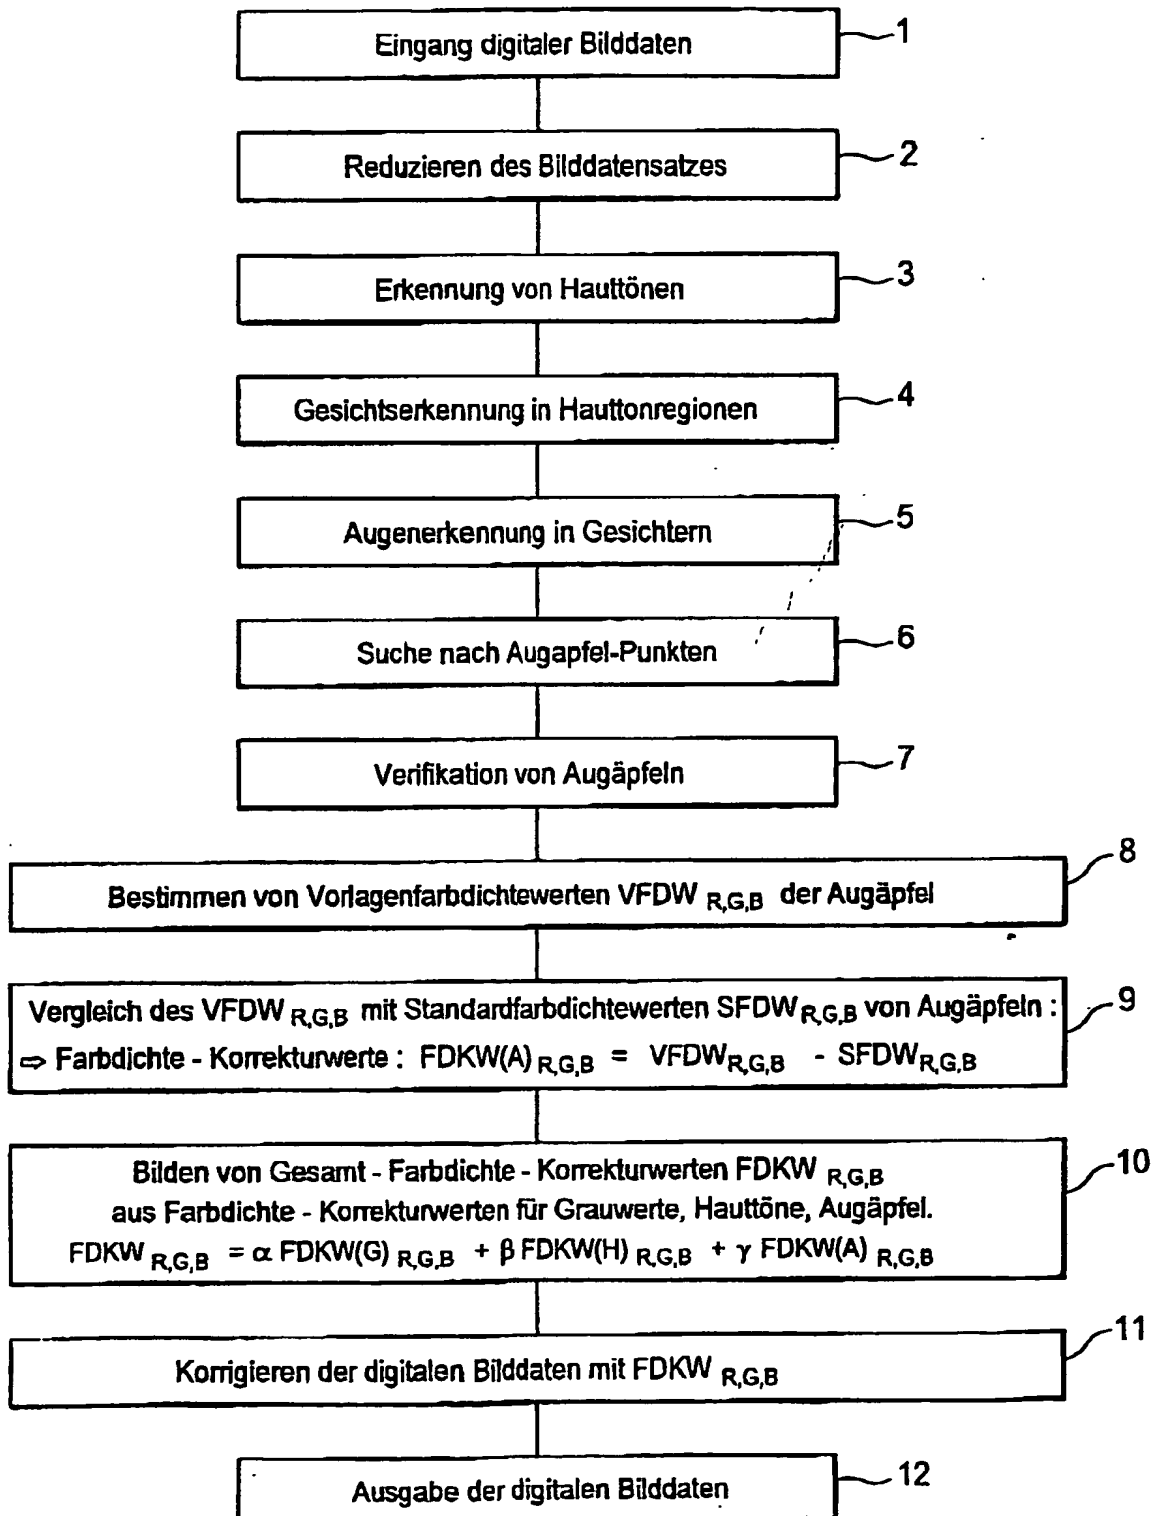 Eingang digitaler Bilddaten 1
Reduzieren des Bilddatensatzes 2
Erkennung von Hauttönen 3
Gesichtserkennung in Hauttonregionen 4
Augenerkennung in Gesichtern 5
Suche nach Augapfel-Punkten 6
Verifikation von Augäpfeln 7
Bestimmen von Vorlagenfarbdichtewerten VFDW R,G,B der Augäpfel 8
Vergleich des VFDW R,G,B mit Standardfarbdichtewerten SFDW R,G,B von Augäpfeln : 9
⇨ Farbdichte - Korrekturwerte : FDKW(A) R,G,B = VFDW R,G,B - SFDW R,G,B
Bilden von Gesamt - Farbdichte - Korrekturwerten FDKW R,G,B 10
aus Farbdichte - Korrekturwerten für Grauwerte, Hauttöne, Augäpfel.
FDKW R,G,B = α FDKW(G) R,G,B + β FDKW(H) R,G,B + γ FDKW(A) R,G,B
Korrigieren der digitalen Bilddaten mit FDKW R,G,B 11
Ausgabe der digitalen Bilddaten 12